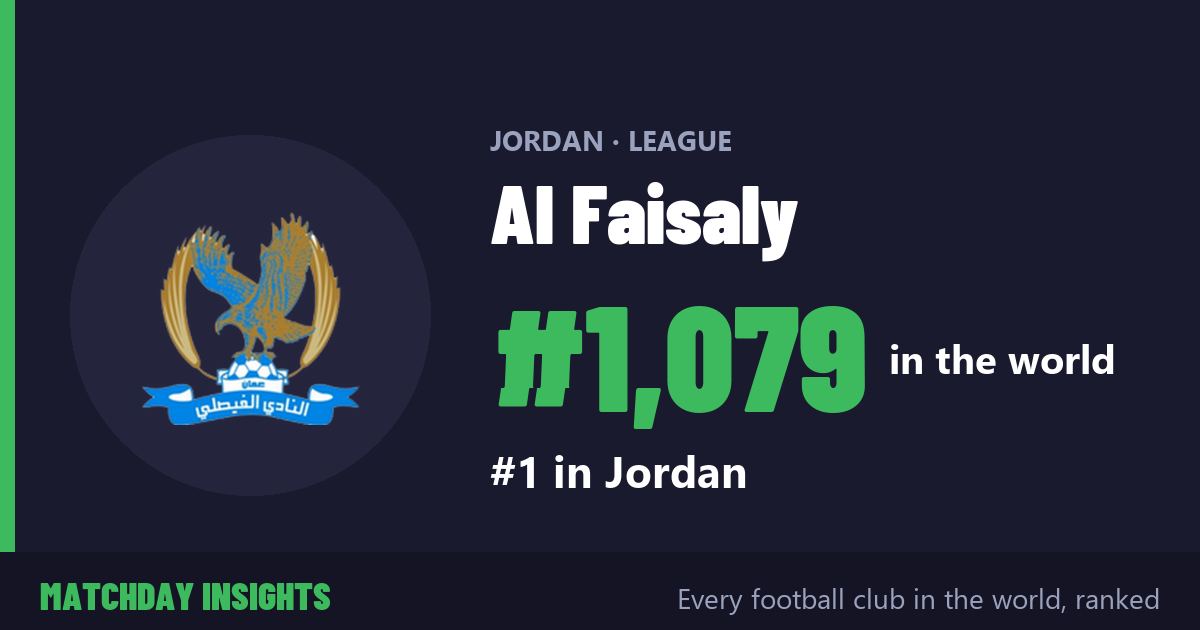 JORDAN · LEAGUE
Al Faisaly
#1,079 in the world
#1 in Jordan
عمان
النادي الفيصلي
MATCHDAY INSIGHTS
Every football club in the world, ranked